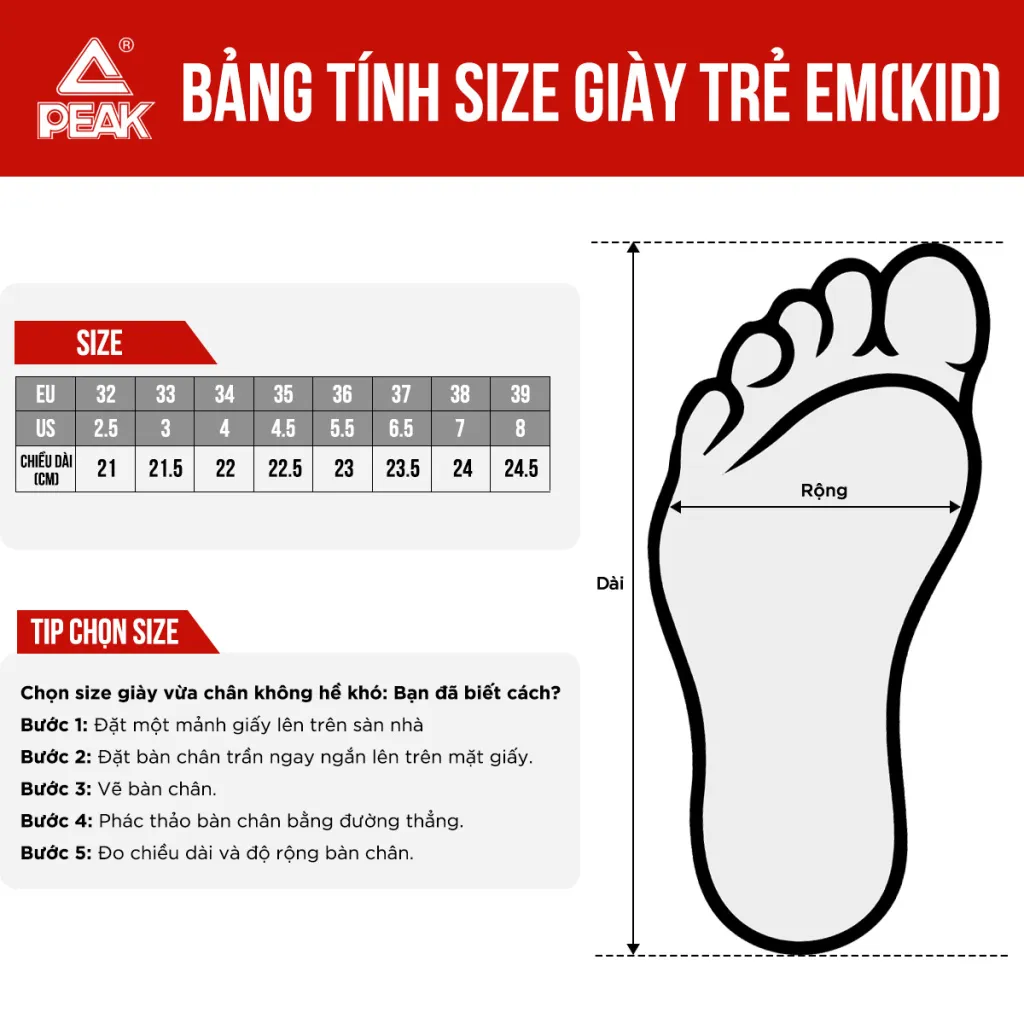 PEAK ®
BẢNG TÍNH SIZE GIÀY TRẺ EM(KID)
SIZE
EU 32 33 34 35 36 37 38 39
US 2.5 3 4 4.5 5.5 6.5 7 8
CHIỀU DÀI (CM) 21 21.5 22 22.5 23 23.5 24 24.5
TIP CHỌN SIZE
Chọn size giày vừa chân không hề khó: Bạn đã biết cách?
Bước 1: Đặt một mảnh giấy lên trên sàn nhà
Bước 2: Đặt bàn chân trần ngay ngắn lên trên mặt giấy.
Bước 3: Vẽ bàn chân.
Bước 4: Phác thảo bàn chân bằng đường thẳng.
Bước 5: Đo chiều dài và độ rộng bàn chân.
Rộng
Dài